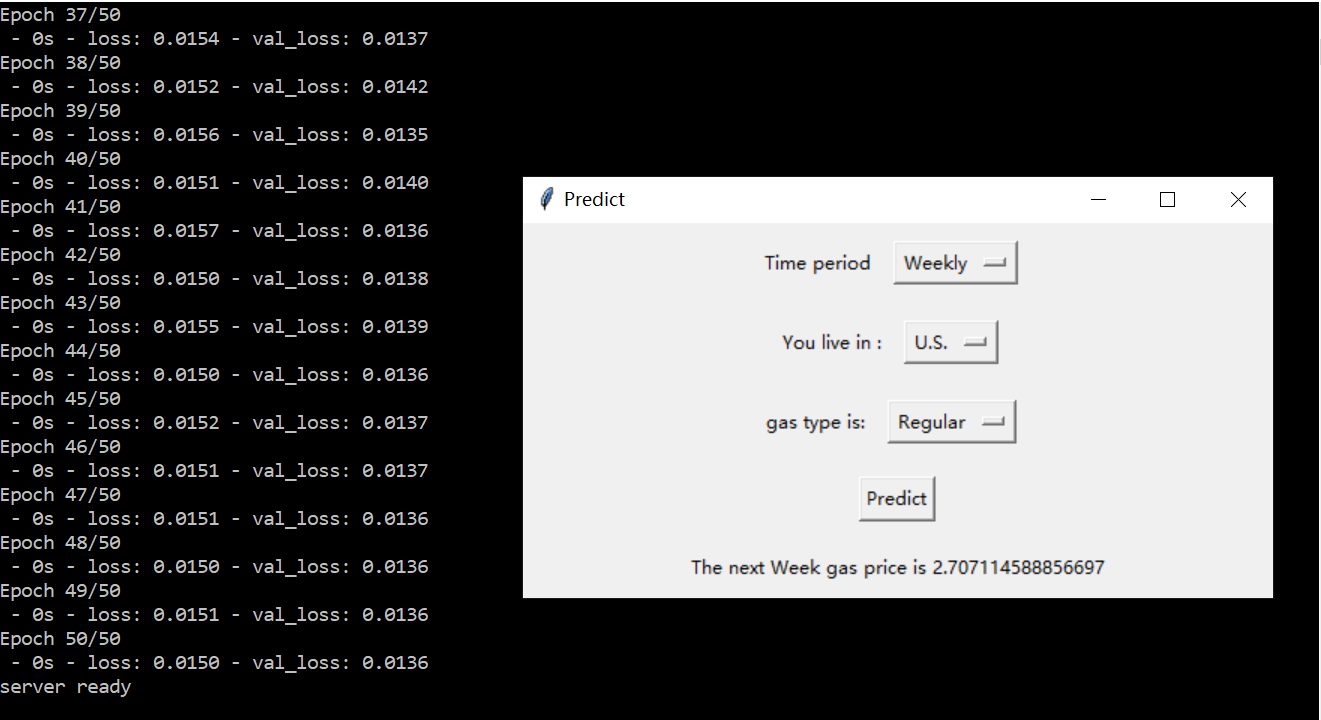 Epoch 37/50
 - 0s - loss: 0.0154 - val_loss: 0.0137
Epoch 38/50
 - 0s - loss: 0.0152 - val_loss: 0.0142
Epoch 39/50
 - 0s - loss: 0.0156 - val_loss: 0.0135
Epoch 40/50
 - 0s - loss: 0.0151 - val_loss: 0.0140
Epoch 41/50
 - 0s - loss: 0.0157 - val_loss: 0.0136
Epoch 42/50
 - 0s - loss: 0.0150 - val_loss: 0.0138
Epoch 43/50
 - 0s - loss: 0.0155 - val_loss: 0.0139
Epoch 44/50
 - 0s - loss: 0.0150 - val_loss: 0.0136
Epoch 45/50
 - 0s - loss: 0.0152 - val_loss: 0.0137
Epoch 46/50
 - 0s - loss: 0.0151 - val_loss: 0.0137
Epoch 47/50
 - 0s - loss: 0.0151 - val_loss: 0.0136
Epoch 48/50
 - 0s - loss: 0.0150 - val_loss: 0.0136
Epoch 49/50
 - 0s - loss: 0.0151 - val_loss: 0.0136
Epoch 50/50
 - 0s - loss: 0.0150 - val_loss: 0.0136
server ready
Predict
Time period Weekly
You live in : U.S.
gas type is: Regular
Predict
The next Week gas price is 2.707114588856697